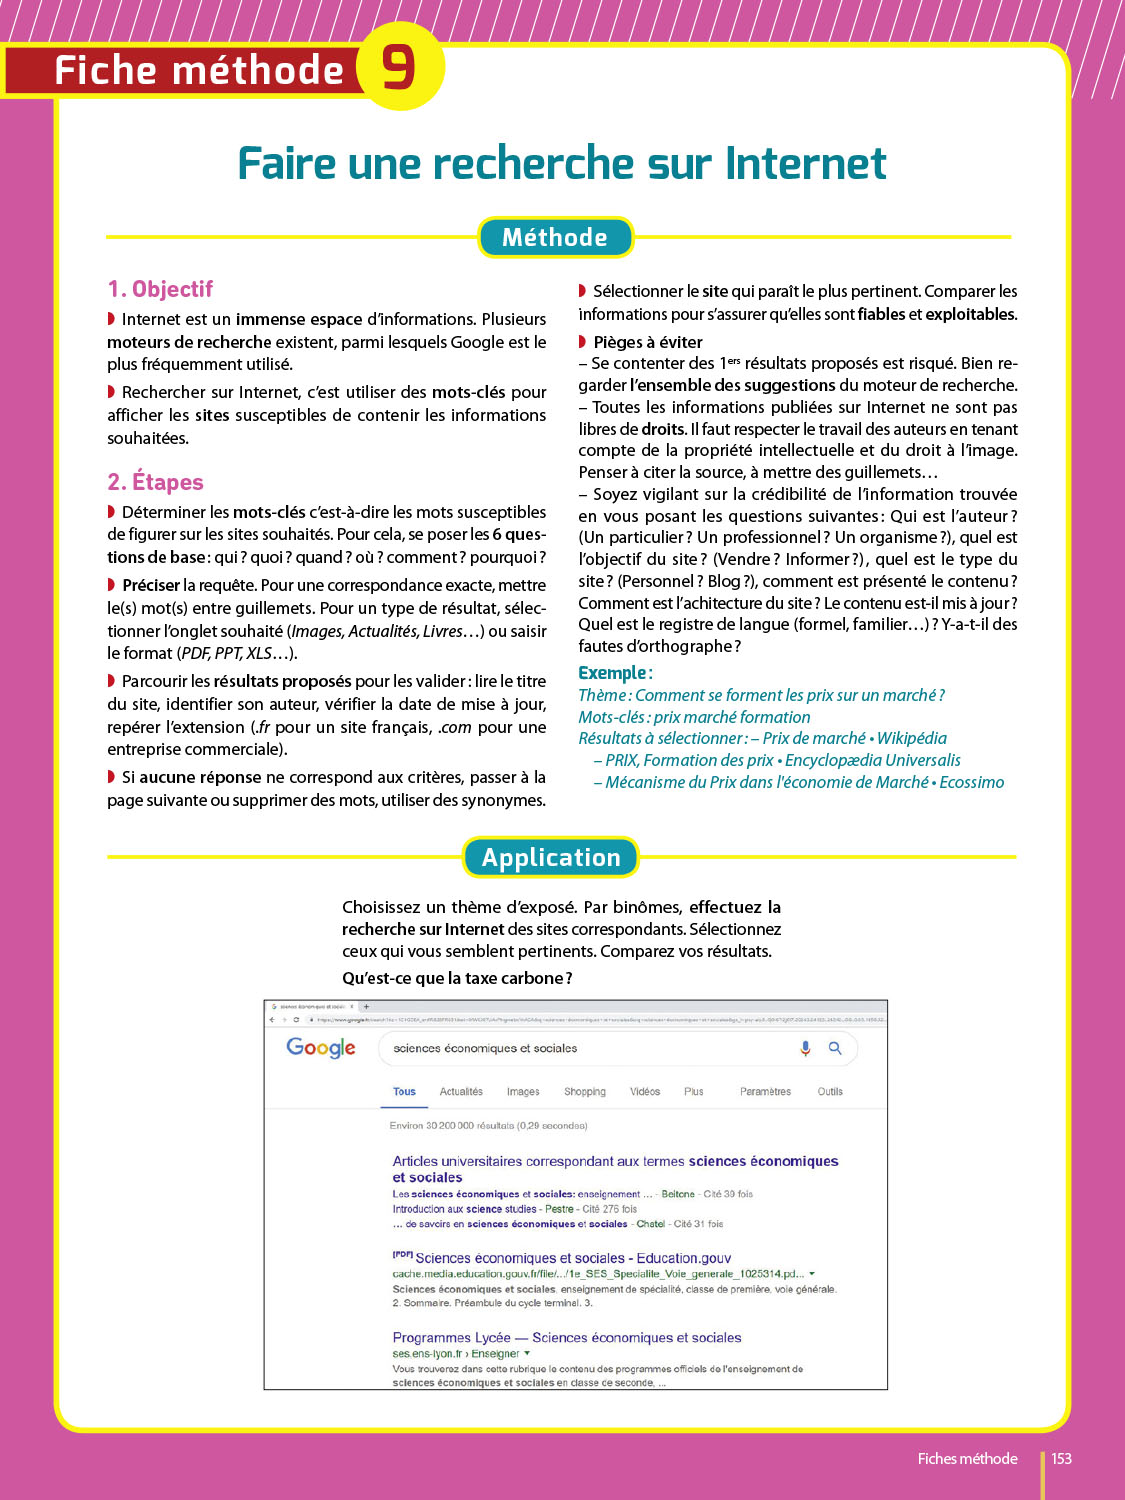 Fiche méthode 9
Faire une recherche sur Internet
Méthode
1. Objectif
◗ Internet est un immense espace d’informations. Plusieurs
moteurs de recherche existent, parmi lesquels Google est le
plus fréquemment utilisé.
◗ Rechercher sur Internet, c’est utiliser des mots-clés pour
afficher les sites susceptibles de contenir les informations
souhaitées.
2. Étapes
◗ Déterminer les mots-clés c’est-à-dire les mots susceptibles
de figurer sur les sites souhaités. Pour cela, se poser les 6 ques-
tions de base : qui ? quoi ? quand ? où ? comment ? pourquoi ?
◗ Préciser la requête. Pour une correspondance exacte, mettre
le(s) mot(s) entre guillemets. Pour un type de résultat, sélec-
tionner l’onglet souhaité (Images, Actualités, Livres…) ou saisir
le format (PDF, PPT, XLS…).
◗ Parcourir les résultats proposés pour les valider : lire le titre
du site, identifier son auteur, vérifier la date de mise à jour,
repérer l’extension (.fr pour un site français, .com pour une
entreprise commerciale).
◗ Si aucune réponse ne correspond aux critères, passer à la
page suivante ou supprimer des mots, utiliser des synonymes.
◗ Sélectionner le site qui paraît le plus pertinent. Comparer les
informations pour s’assurer qu’elles sont fiables et exploitables.
◗ Pièges à éviter
– Se contenter des 1ers résultats proposés est risqué. Bien re-
garder l’ensemble des suggestions du moteur de recherche.
– Toutes les informations publiées sur Internet ne sont pas
libres de droits. Il faut respecter le travail des auteurs en tenant
compte de la propriété intellectuelle et du droit à l’image.
Penser à citer la source, à mettre des guillemets…
– Soyez vigilant sur la crédibilité de l’information trouvée
en vous posant les questions suivantes : Qui est l’auteur ?
(Un particulier ? Un professionnel ? Un organisme ?), quel est
l’objectif du site ? (Vendre ? Informer ?), quel est le type du
site ? (Personnel ? Blog ?), comment est présenté le contenu ?
Comment est l’achitecture du site ? Le contenu est-il mis à jour ?
Quel est le registre de langue (formel, familier…) ? Y-a-t-il des
fautes d’orthographe ?
Exemple :
Thème : Comment se forment les prix sur un marché ?
Mots-clés : prix marché formation
Résultats à sélectionner : – Prix de marché • Wikipédia
– PRIX, Formation des prix • Encyclopædia Universalis
– Mécanisme du Prix dans l'économie de Marché • Ecossimo
Application
Choisissez un thème d’exposé. Par binômes, effectuez la
recherche sur Internet des sites correspondants. Sélectionnez
ceux qui vous semblent pertinents. Comparez vos résultats.
Qu’est-ce que la taxe carbone ?
Google sciences économiques et sociales
Tous Actualités Images Shopping Vidéos Plus Paramètres Outils
Environ 30 200 000 résultats (0,29 secondes)
Articles universitaires correspondant aux termes sciences économiques
et sociales
Les sciences économiques et sociales: enseignement ... - Beitone - Cité 39 fois
Introduction aux science studies - Pestre - Cité 276 fois
... de savoirs en sciences économiques et sociales - Chatel - Cité 31 fois
[PDF] Sciences économiques et sociales - Education.gouv
cache.media.education.gouv.fr/file/.../1e_SES_Specialite_Voie_generale_1025314.pd...
Sciences économiques et sociales, enseignement de spécialité, classe de première, voie générale.
2. Sommaire. Préambule du cycle terminal. 3.
Programmes Lycée — Sciences économiques et sociales
ses.ens-lyon.fr › Enseigner
Vous trouverez dans cette rubrique le contenu des programmes officiels de l'enseignement de
sciences économiques et sociales en classe de seconde, ...
Fiches méthode 153